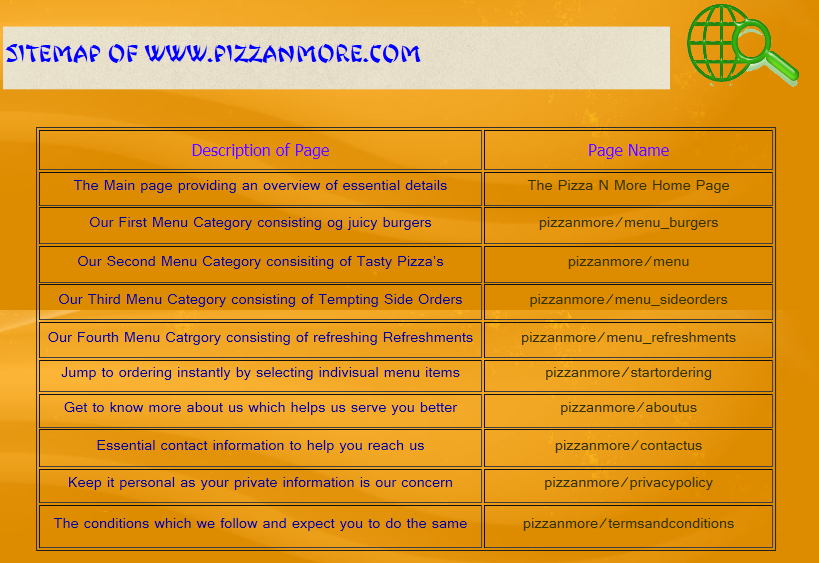 SITEMAP OF WWW.PIZZANMORE.COM
Description of Page Page Name
The Main page providing an overview of essential details The Pizza N More Home Page
Our First Menu Category consisting og juicy burgers pizzanmore/menu_burgers
Our Second Menu Category consisiting of Tasty Pizza's pizzanmore/menu
Our Third Menu Category consisting of Tempting Side Orders pizzanmore/menu_sideorders
Our Fourth Menu Catrgory consisting of refreshing Refreshments pizzanmore/menu_refreshments
Jump to ordering instantly by selecting indivisual menu items pizzanmore/startordering
Get to know more about us which helps us serve you better pizzanmore/aboutus
Essential contact information to help you reach us pizzanmore/contactus
Keep it personal as your private information is our concern pizzanmore/privacypolicy
The conditions which we follow and expect you to do the same pizzanmore/termsandconditions